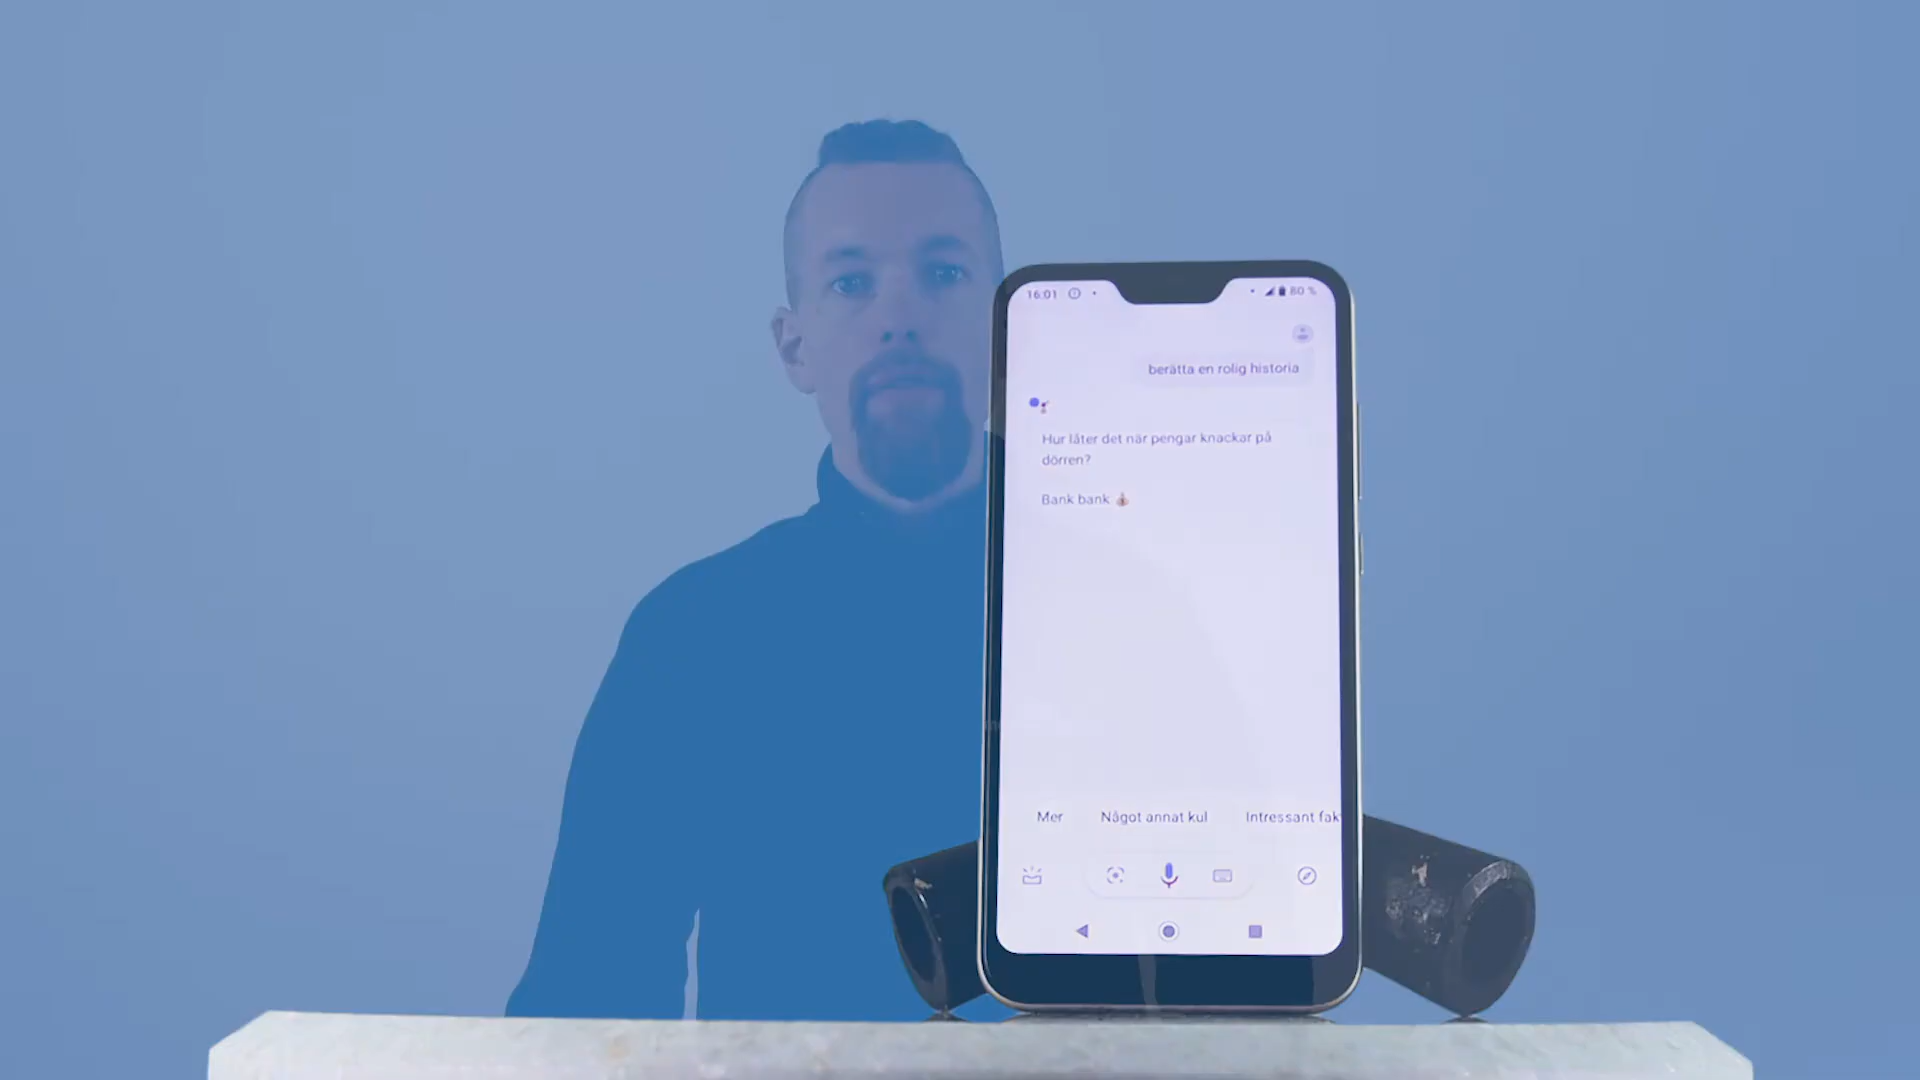 16:01
80 %
berätta en rolig historia
Hur låter det när pengar knackar på
dörren?
Bank bank 💰
Mer
Något annat kul
Intressant fak